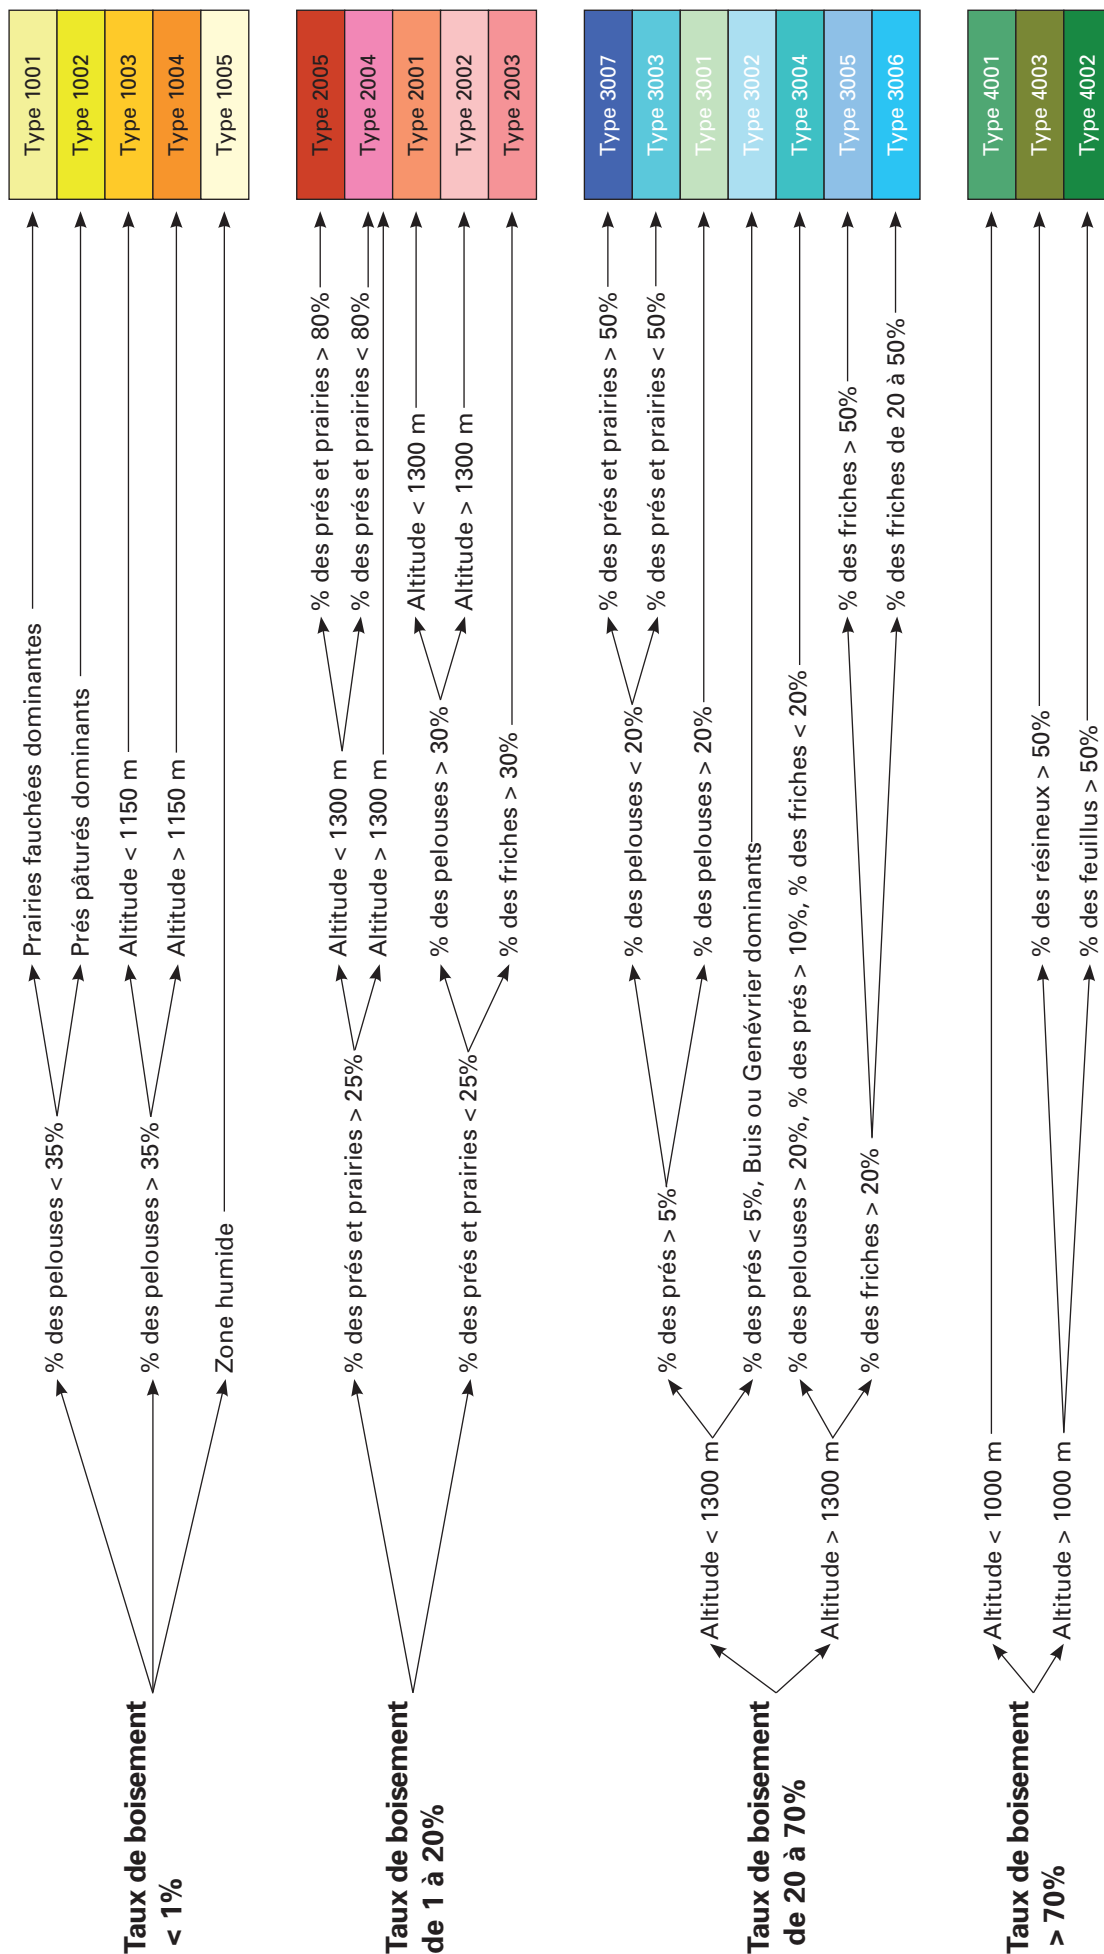 Taux de boisement
< 1%
% des pelouses < 35%
Prairies fauchées dominantes
Type 1001
Prés pâturés dominants
Type 1002
% des pelouses > 35%
Altitude < 1150 m
Type 1003
Altitude > 1150 m
Type 1004
Zone humide
Type 1005
Taux de boisement
de 1 à 20%
% des prés et prairies > 25%
Altitude < 1300 m
% des prés et prairies > 80%
Type 2005
% des prés et prairies < 80%
Type 2004
Altitude > 1300 m
% des prés et prairies < 25%
% des pelouses > 30%
Altitude < 1300 m
Type 2001
Altitude > 1300 m
Type 2002
% des friches > 30%
Type 2003
Taux de boisement
de 20 à 70%
Altitude < 1300 m
% des prés > 5%
% des pelouses < 20%
% des prés et prairies > 50%
Type 3007
% des prés et prairies < 50%
Type 3003
% des pelouses > 20%
Type 3001
% des prés < 5%, Buis ou Genévrier dominants
Type 3002
Altitude > 1300 m
% des pelouses > 20%, % des prés > 10%, % des friches < 20%
Type 3004
% des friches > 20%
% des friches > 50%
Type 3005
% des friches de 20 à 50%
Type 3006
Taux de boisement
> 70%
Altitude < 1000 m
Type 4001
Altitude > 1000 m
% des résineux > 50%
Type 4003
% des feuillus > 50%
Type 4002